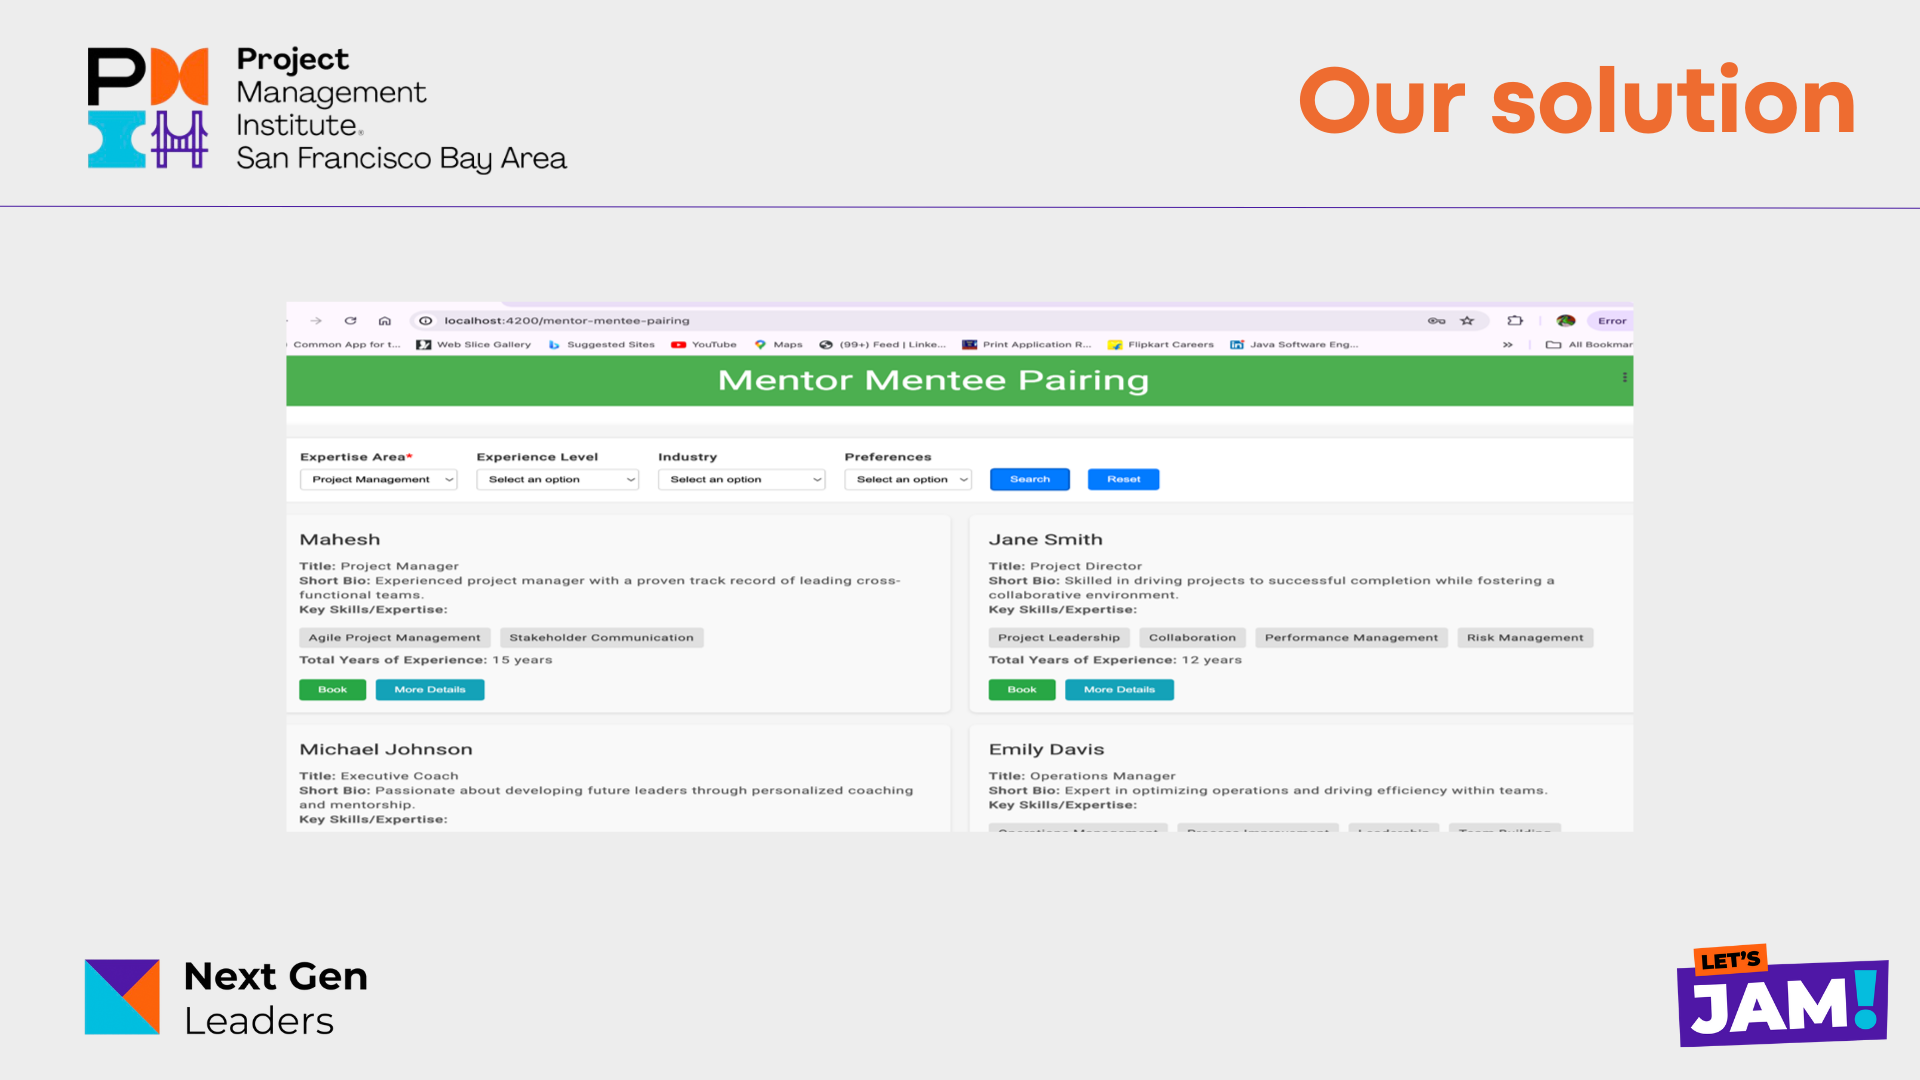 Project
Management
Institute®
San Francisco Bay Area
Our solution
localhost:4200/mentor-mentee-pairing
Error
Common App for t...
Web Slice Gallery
Suggested Sites
YouTube
Maps
(99+) Feed | Linke...
Print Application R...
Flipkart Careers
Java Software Eng...
All Bookmar
Mentor Mentee Pairing
Expertise Area*
Experience Level
Industry
Preferences
Project Management
Select an option
Select an option
Select an option
Search
Reset
Mahesh
Title: Project Manager
Short Bio: Experienced project manager with a proven track record of leading cross-
functional teams.
Key Skills/Expertise:
Agile Project Management
Stakeholder Communication
Total Years of Experience: 15 years
Book
More Details
Jane Smith
Title: Project Director
Short Bio: Skilled in driving projects to successful completion while fostering a
collaborative environment.
Key Skills/Expertise:
Project Leadership
Collaboration
Performance Management
Risk Management
Total Years of Experience: 12 years
Book
More Details
Michael Johnson
Title: Executive Coach
Short Bio: Passionate about developing future leaders through personalized coaching
and mentorship.
Key Skills/Expertise:
Emily Davis
Title: Operations Manager
Short Bio: Expert in optimizing operations and driving efficiency within teams.
Key Skills/Expertise:
Operations Management
Process Improvement
Leadership
Team Building
Next Gen
Leaders
LET'S
JAM!